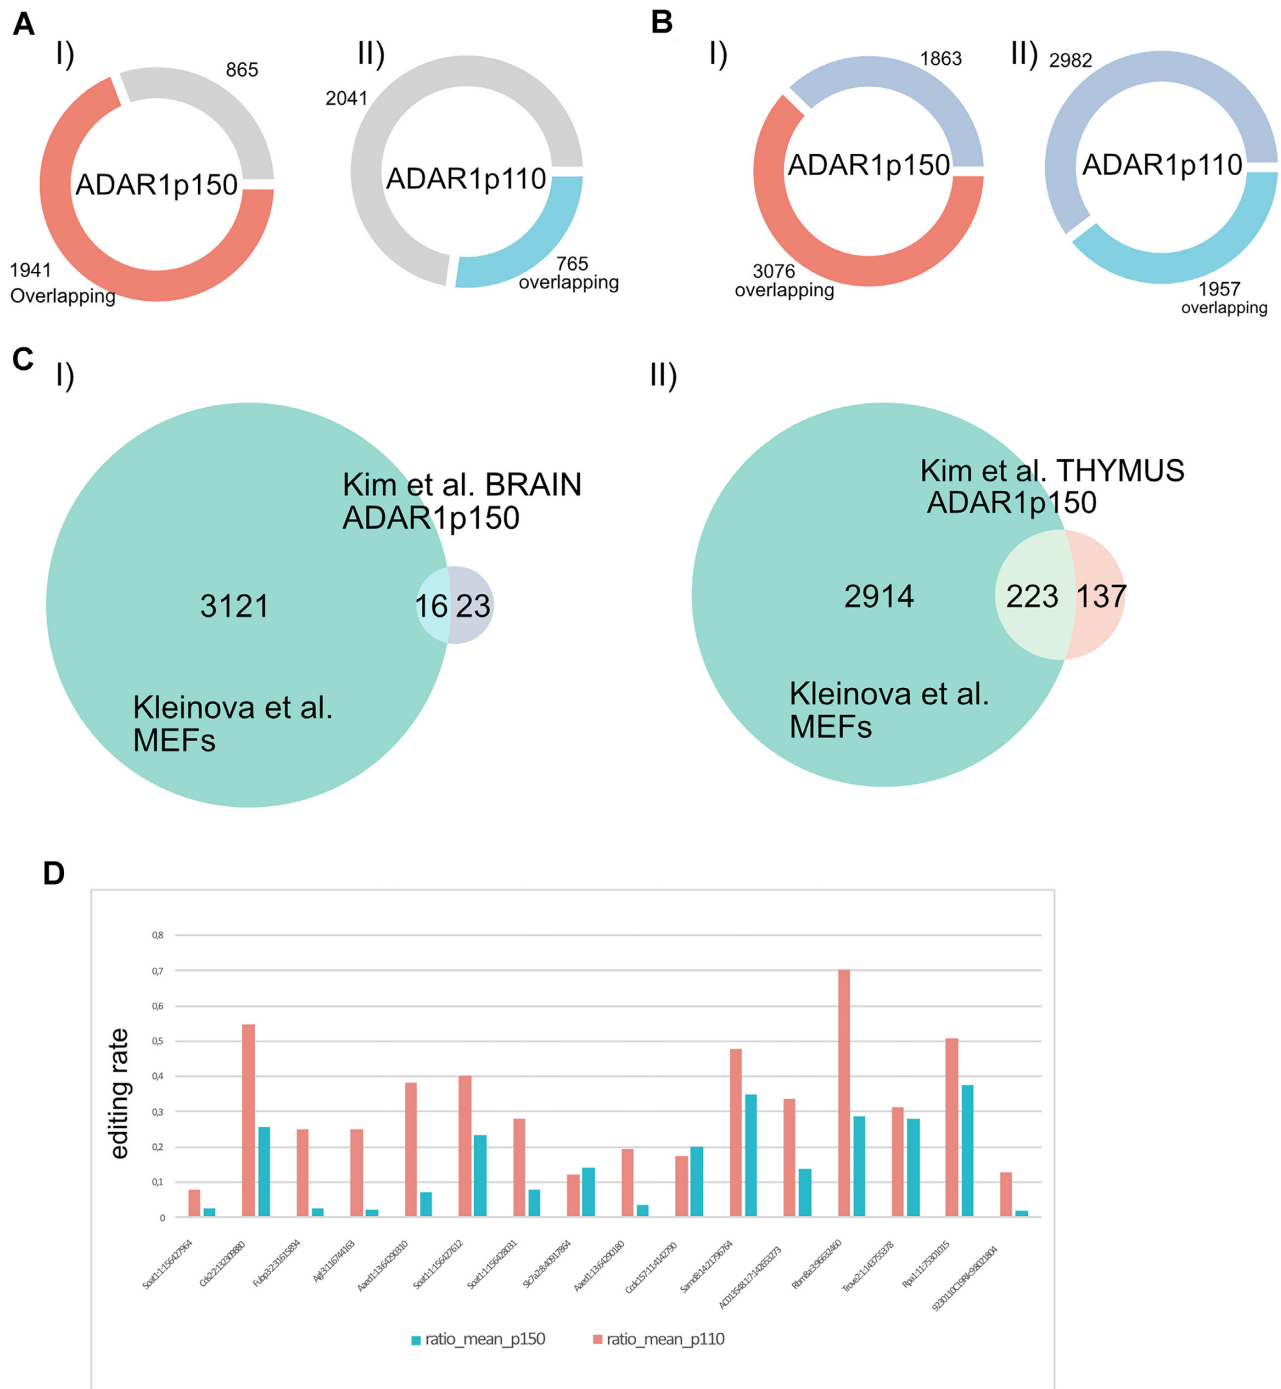 A
I)
865
ADAR1p150
1941
Overlapping
II)
2041
ADAR1p110
765
overlapping
B
I)
1863
ADAR1p150
3076
overlapping
II)
2982
ADAR1p110
1957
overlapping
C
I)
Kim et al. BRAIN
ADAR1p150
3121
16
23
Kleinova et al.
MEFs
II)
Kim et al. THYMUS
ADAR1p150
2914
223
137
Kleinova et al.
MEFs
D
editing rate
0,8
0,7
0,6
0,5
0,4
0,3
0,2
0,1
0
ratio_mean_p150
ratio_mean_p110